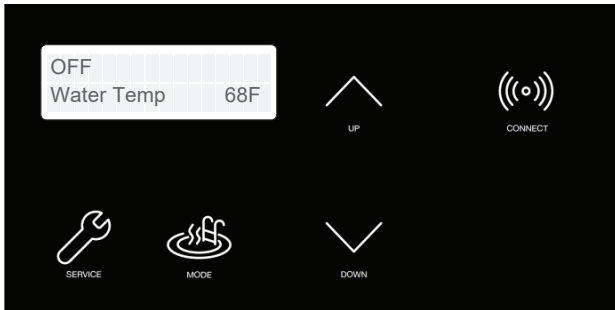 OFF
Water Temp 68F
UP
CONNECT
SERVICE
MODE
DOWN